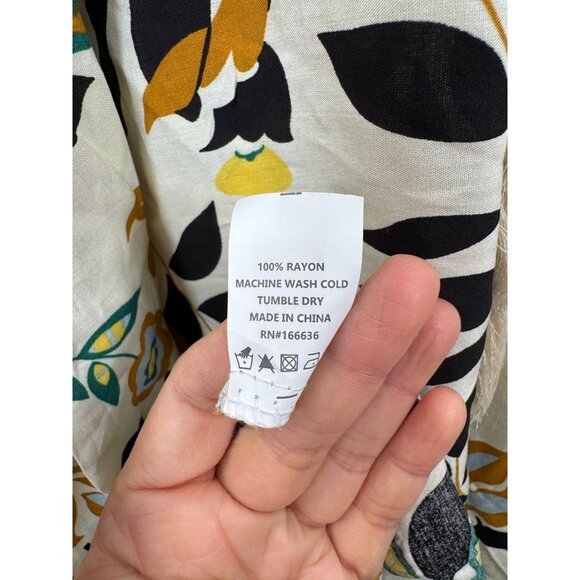 100% RAYON
MACHINE WASH COLD
TUMBLE DRY
MADE IN CHINA
RN#166636